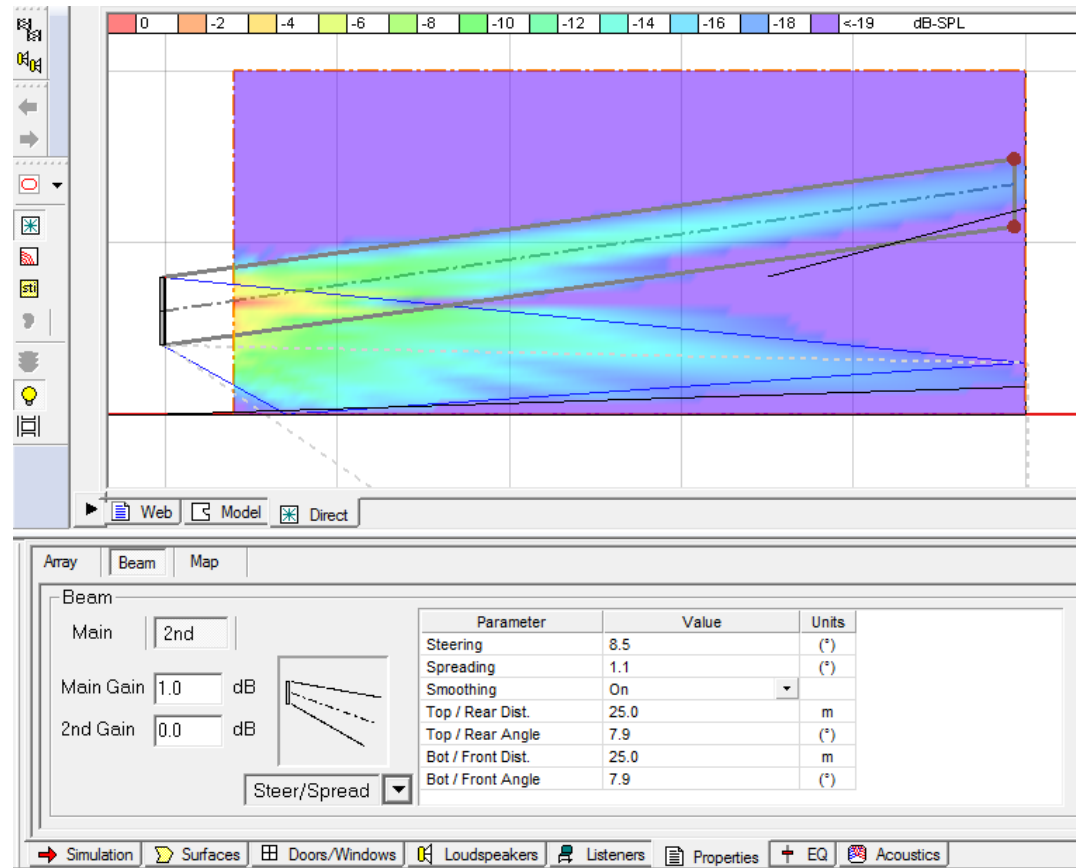 0 -2 -4 -6 -8 -10 -12 -14 -16 -18 <-19 dB-SPL
sti
Web Model Direct
Array Beam Map
Beam
Main 2nd
Main Gain 1.0 dB
2nd Gain 0.0 dB
Steer/Spread
Parameter Value Units
Steering 8.5 (°)
Spreading 1.1 (°)
Smoothing On
Top / Rear Dist. 25.0 m
Top / Rear Angle 7.9 (°)
Bot / Front Dist. 25.0 m
Bot / Front Angle 7.9 (°)
Simulation Surfaces Doors/Windows Loudspeakers Listeners Properties EQ Acoustics